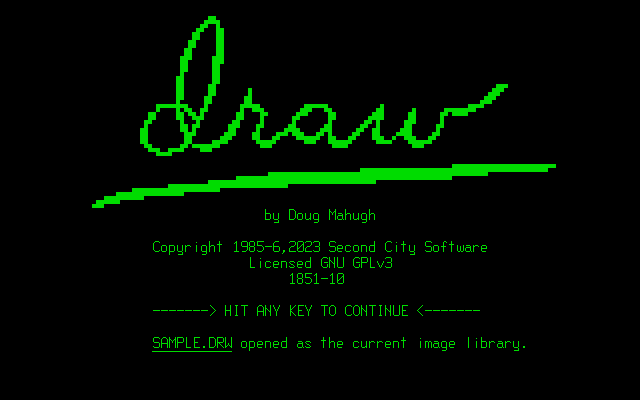 Draw
by Doug Mahugh
Copyright 1985-6,2023 Second City Software
Licensed GNU GPLv3
1851-10
-------> HIT ANY KEY TO CONTINUE <-------
SAMPLE.DRW opened as the current image library.